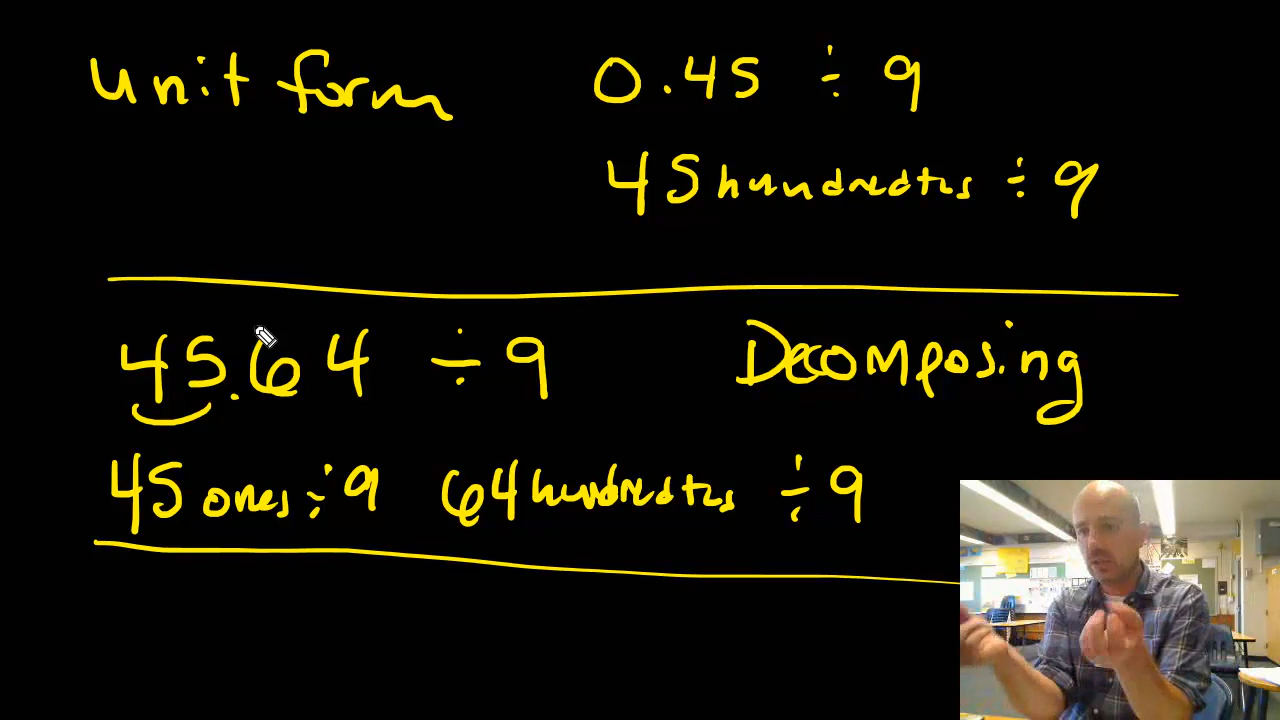 unit form
0.45 ÷ 9
45 hundredths ÷ 9
45.64 ÷ 9
Decomposing
45 ones ÷ 9 64 hundredths ÷ 9